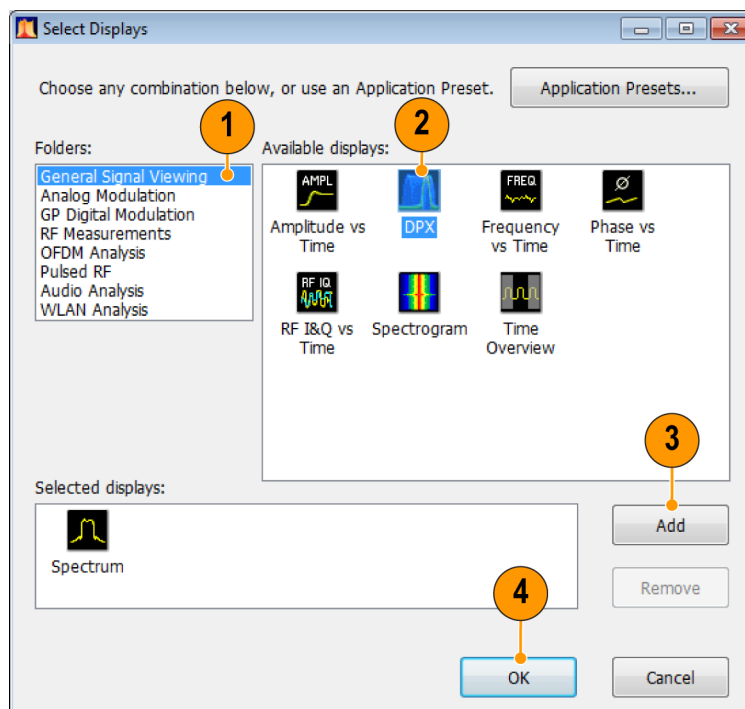 Select Displays
Choose any combination below, or use an Application Preset.
Application Presets...
1
2
Folders:
Available displays:
General Signal Viewing
Analog Modulation
GP Digital Modulation
RF Measurements
OFDM Analysis
Pulsed RF
Audio Analysis
WLAN Analysis
AMPL
Amplitude vs
Time
DPX
FREQ
Frequency
vs Time
Ø
Phase vs
Time
RF IQ
RF I&Q vs
Time
Spectrogram
Time
Overview
3
Selected displays:
Spectrum
Add
Remove
4
OK
Cancel